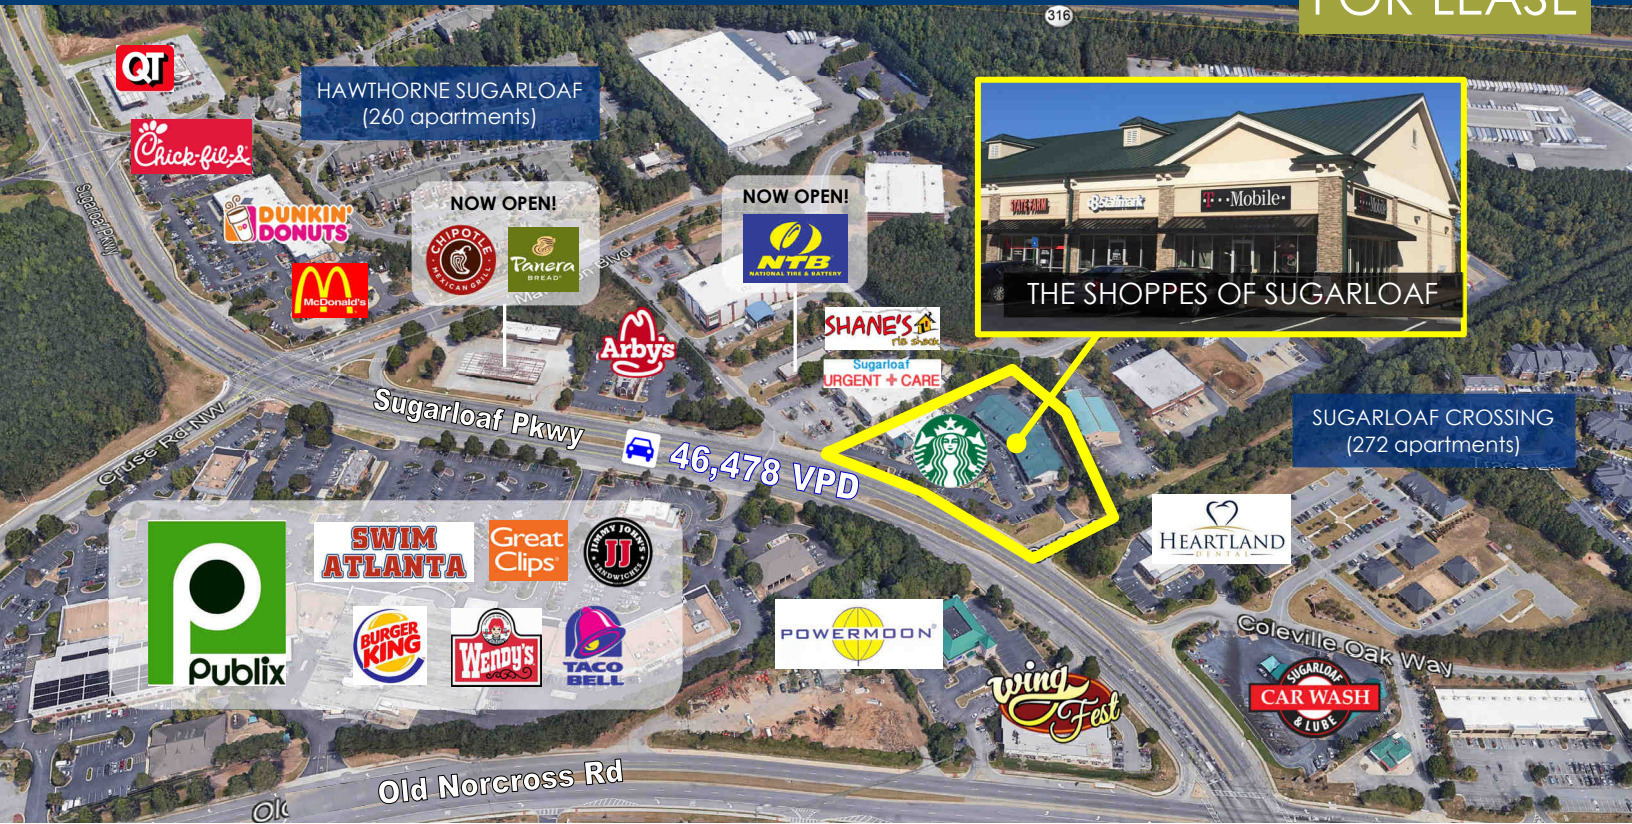 FOR LEASE
316
QT
HAWTHORNE SUGARLOAF
(260 apartments)
Chick-fil-A
Sugarloaf Pkwy
DUNKIN'
DONUTS
McDonald's
NOW OPEN!
CHIPOTLE
MEXICAN GRILL
Panera
BREAD
NOW OPEN!
NTB
NATIONAL TIRE & BATTERY
Arby's
SHANE'S
rib shack
Sugarloaf
URGENT + CARE
STATE FARM
T-Mobile
THE SHOPPES OF SUGARLOAF
SUGARLOAF CROSSING
(272 apartments)
Cruse Rd NW
Sugarloaf Pkwy
46,478 VPD
HEARTLAND
DENTAL
Publix
SWIM
ATLANTA
Great
Clips
JIMMY JOHN'S
JJ
SANDWICHES
BURGER
KING
WENDY'S
TACO
BELL
POWERMOON
wing
Fest
Coleville Oak Way
SUGARLOAF
CAR WASH
& LUBE
Old Norcross Rd
Old